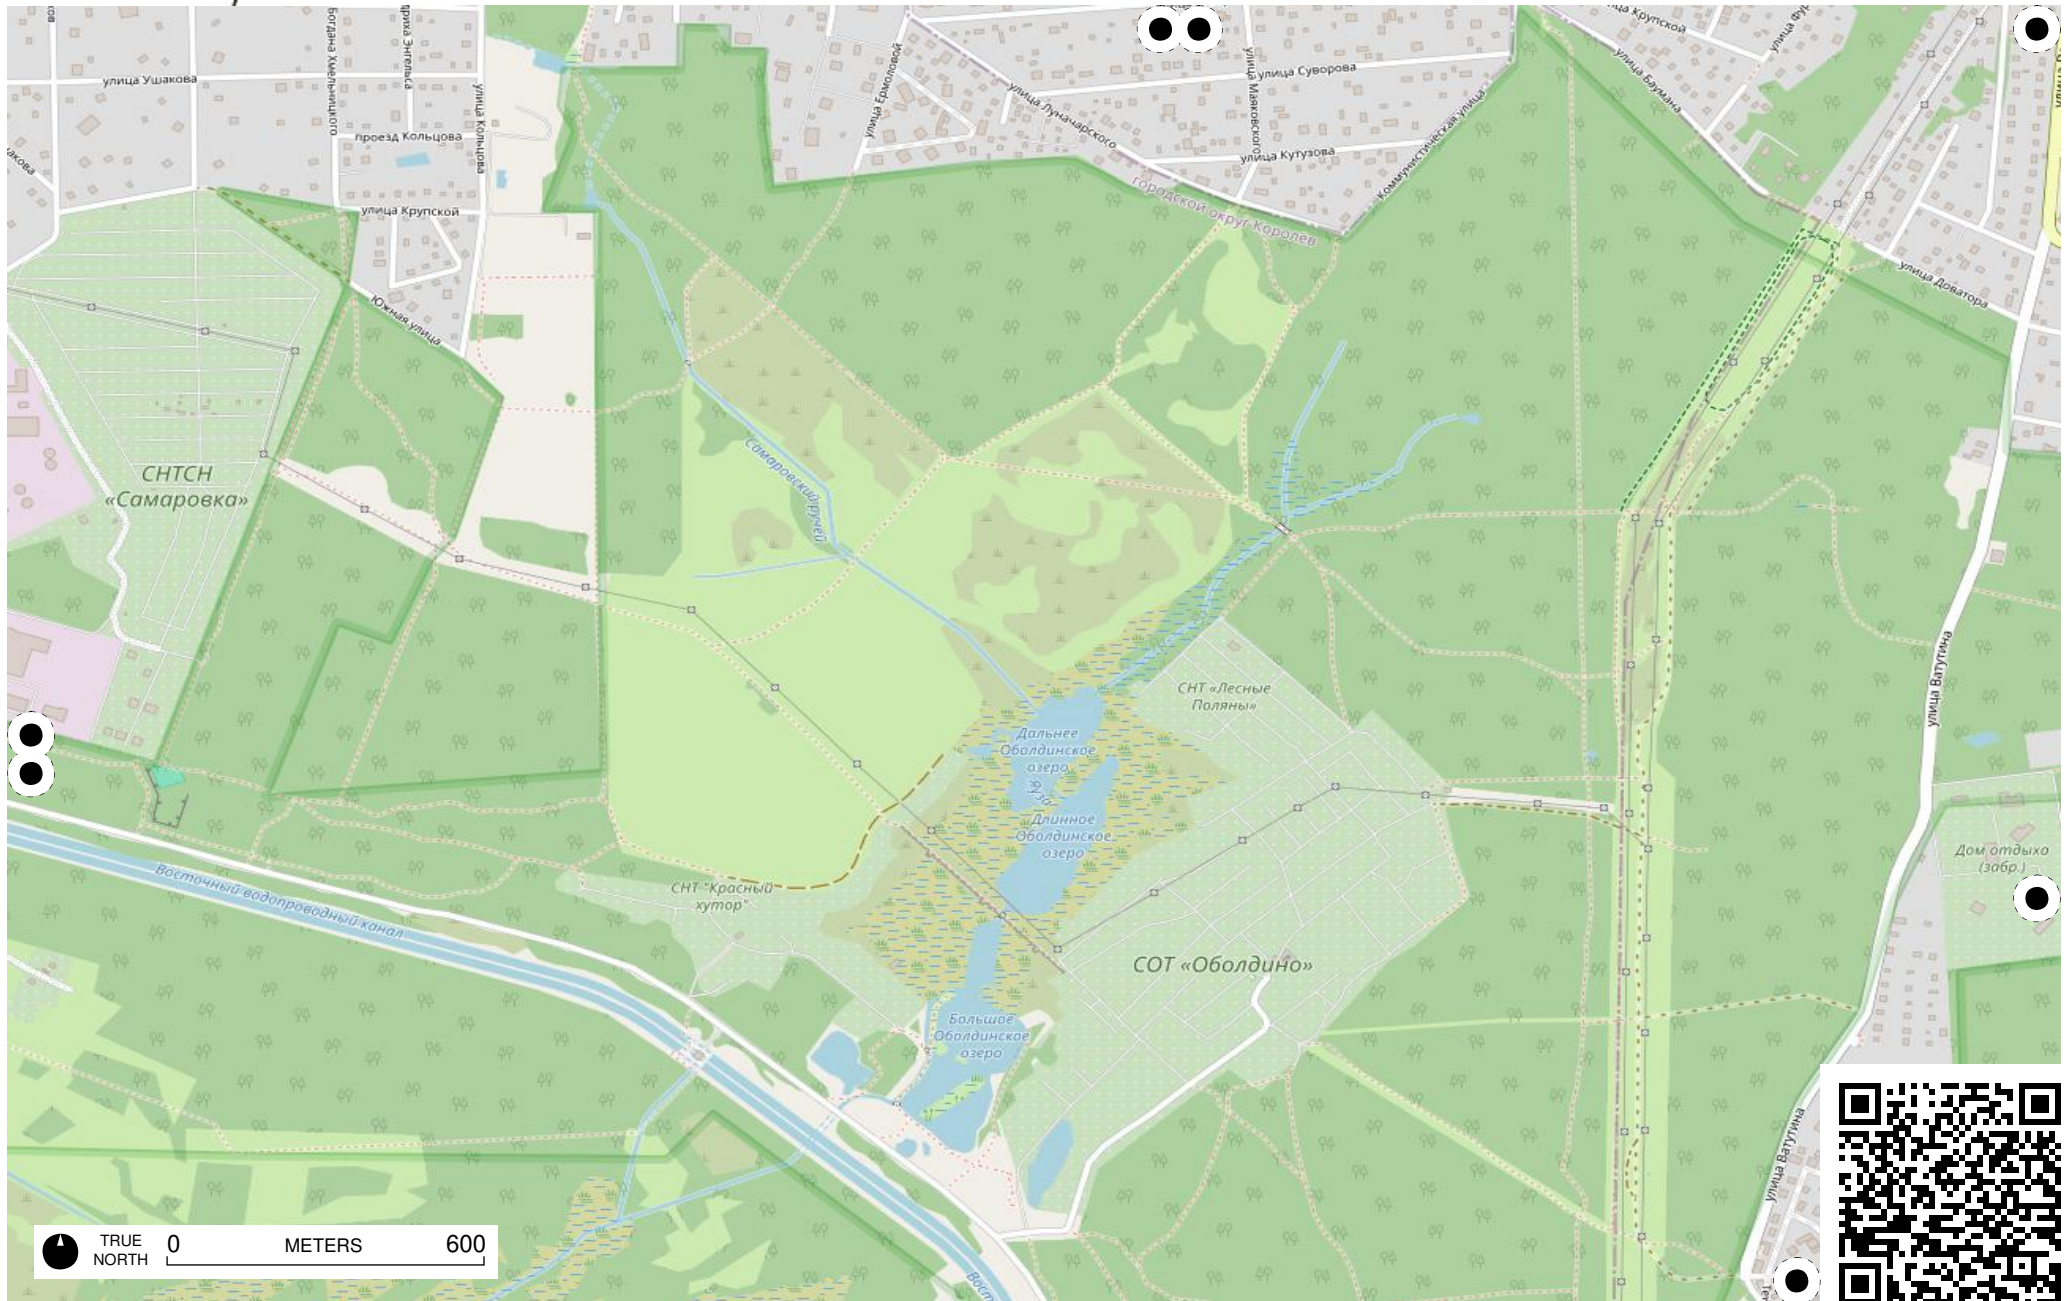 улица Крупской
улица Ушакова
Богдана Хмельницкого
улица Кольцова
проезд Кольцова
улица Ермоловой
улица Луначарского
улица Маяковского
улица Суворова
улица Кутузова
Коммунистическая улица
улица Баумана
городской округ Королёв
улица Крупской
Южная улица
улица Доватора
СНТСН
«Самаровка»
Самаровский ручей
улица Ватутина
СНТ «Лесные
Поляны»
Дальнее
Оболдинское
озеро
Длинное
Оболдинское
озеро
Дом отдыха
(забр.)
СНТ "Красный
хутор"
Восточный водопроводный канал
СОТ «Оболдино»
Большое
Оболдинское
озеро
улица Ватутина
TRUE
NORTH
0 METERS 600